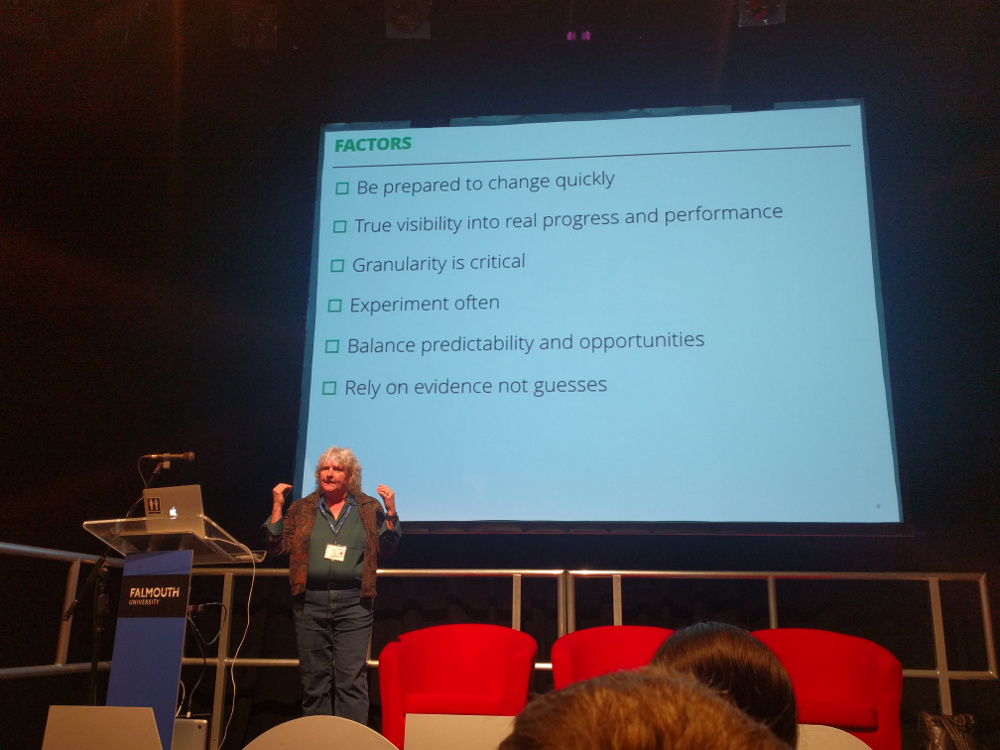 FACTORS
Be prepared to change quickly
True visibility into real progress and performance
Granularity is critical
Experiment often
Balance predictability and opportunities
Rely on evidence not guesses
FALMOUTH
UNIVERSITY